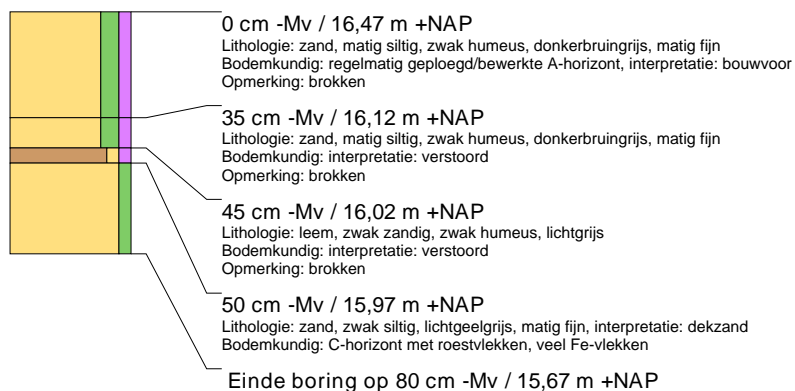 0 cm -Mv / 16,47 m +NAP
Lithologie: zand, matig siltig, zwak humeus, donkerbruingrijs, matig fijn
Bodemkundig: regelmatig geploegd/bewerkte A-horizont, interpretatie: bouwvoor
Opmerking: brokken
35 cm -Mv / 16,12 m +NAP
Lithologie: zand, matig siltig, zwak humeus, donkerbruingrijs, matig fijn
Bodemkundig: interpretatie: verstoord
Opmerking: brokken
45 cm -Mv / 16,02 m +NAP
Lithologie: leem, zwak zandig, zwak humeus, lichtgrijs
Bodemkundig: interpretatie: verstoord
Opmerking: brokken
50 cm -Mv / 15,97 m +NAP
Lithologie: zand, zwak siltig, lichtgeelgrijs, matig fijn, interpretatie: dekzand
Bodemkundig: C-horizont met roestvlekken, veel Fe-vlekken
Einde boring op 80 cm -Mv / 15,67 m +NAP